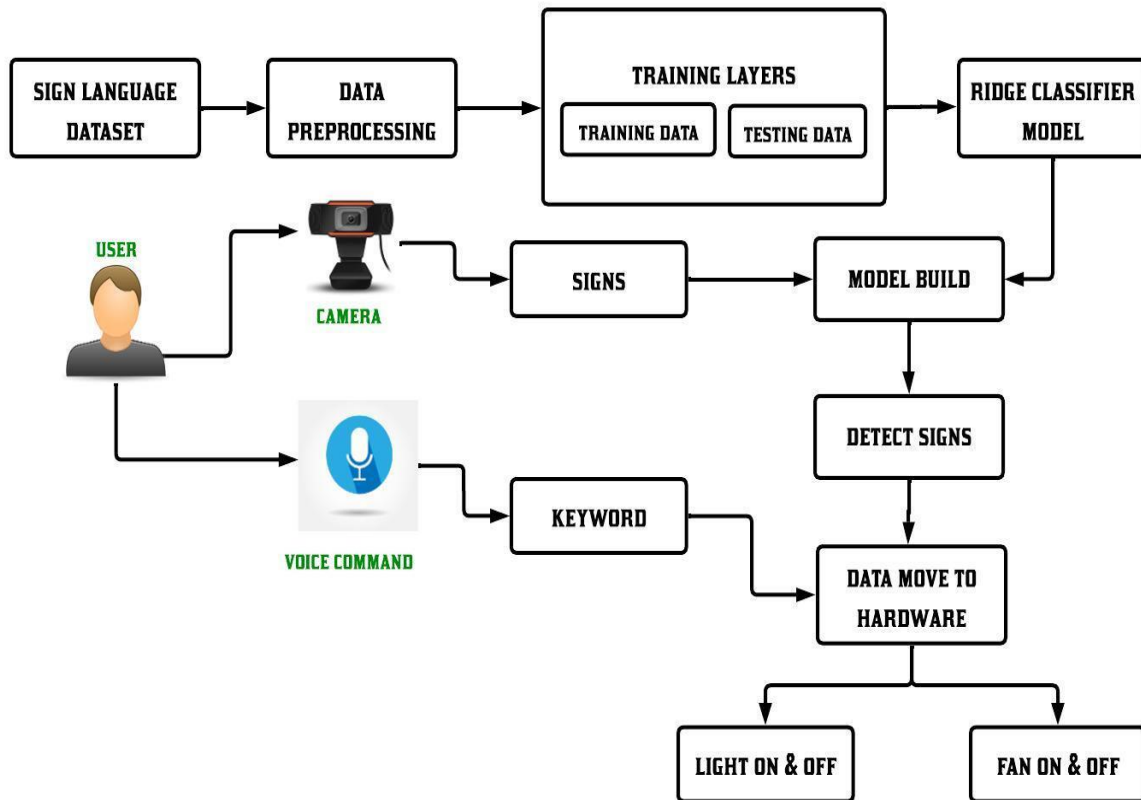 SIGN LANGUAGE
DATASET
DATA
PREPROCESSING
TRAINING LAYERS
TRAINING DATA
TESTING DATA
RIDGE CLASSIFIER
MODEL
USER
CAMERA
SIGNS
MODEL BUILD
DETECT SIGNS
VOICE COMMAND
KEYWORD
DATA MOVE TO
HARDWARE
LIGHT ON & OFF
FAN ON & OFF